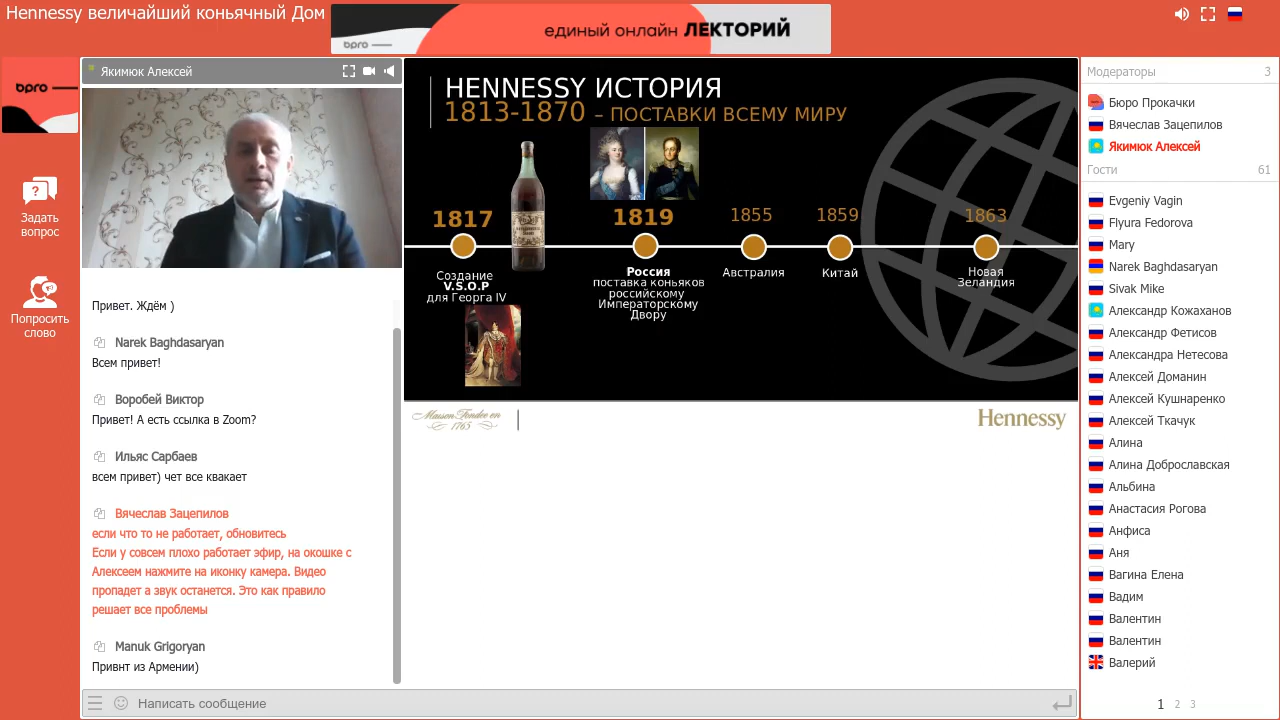 Hennessy величайший коньячный Дом
bpro
единый онлайн ЛЕКТОРИЙ
bpro
Задать
вопрос
Попросить
слово
Якимюк Алексей
Привет. Ждём )
Narek Baghdasaryan
Всем привет!
Воробей Виктор
Привет! А есть ссылка в Zoom?
Ильяс Сарбаев
всем привет) чет все квакает
Вячеслав Зацепилов
если что то не работает, обновитесь
Если у совсем плохо работает эфир, на окошке с
Алексеем нажмите на иконку камера. Видео
пропадет а звук останется. Это как правило
решает все проблемы
Manuk Grigoryan
Привнт из Армении)
Написать сообщение
HENNESSY ИСТОРИЯ
1813-1870 – ПОСТАВКИ ВСЕМУ МИРУ
1817
Создание
V.S.O.P
для Георга IV
1819
Россия
поставка коньяков
российскому
Императорскому
Двору
1855
Австралия
1859
Китай
1863
Новая
Зеландия
Maison Fondée en
1765
Hennessy
Модераторы 3
Бюро Прокачки
Вячеслав Зацепилов
Якимюк Алексей
Гости 61
Evgeniy Vagin
Flyura Fedorova
Mary
Narek Baghdasaryan
Sivak Mike
Александр Кожаханов
Александр Фетисов
Александра Нетесова
Алексей Доманин
Алексей Кушнаренко
Алексей Ткачук
Алина
Алина Доброславская
Альбина
Анастасия Рогова
Анфиса
Аня
Вагина Елена
Вадим
Валентин
Валентин
Валерий
1 2 3